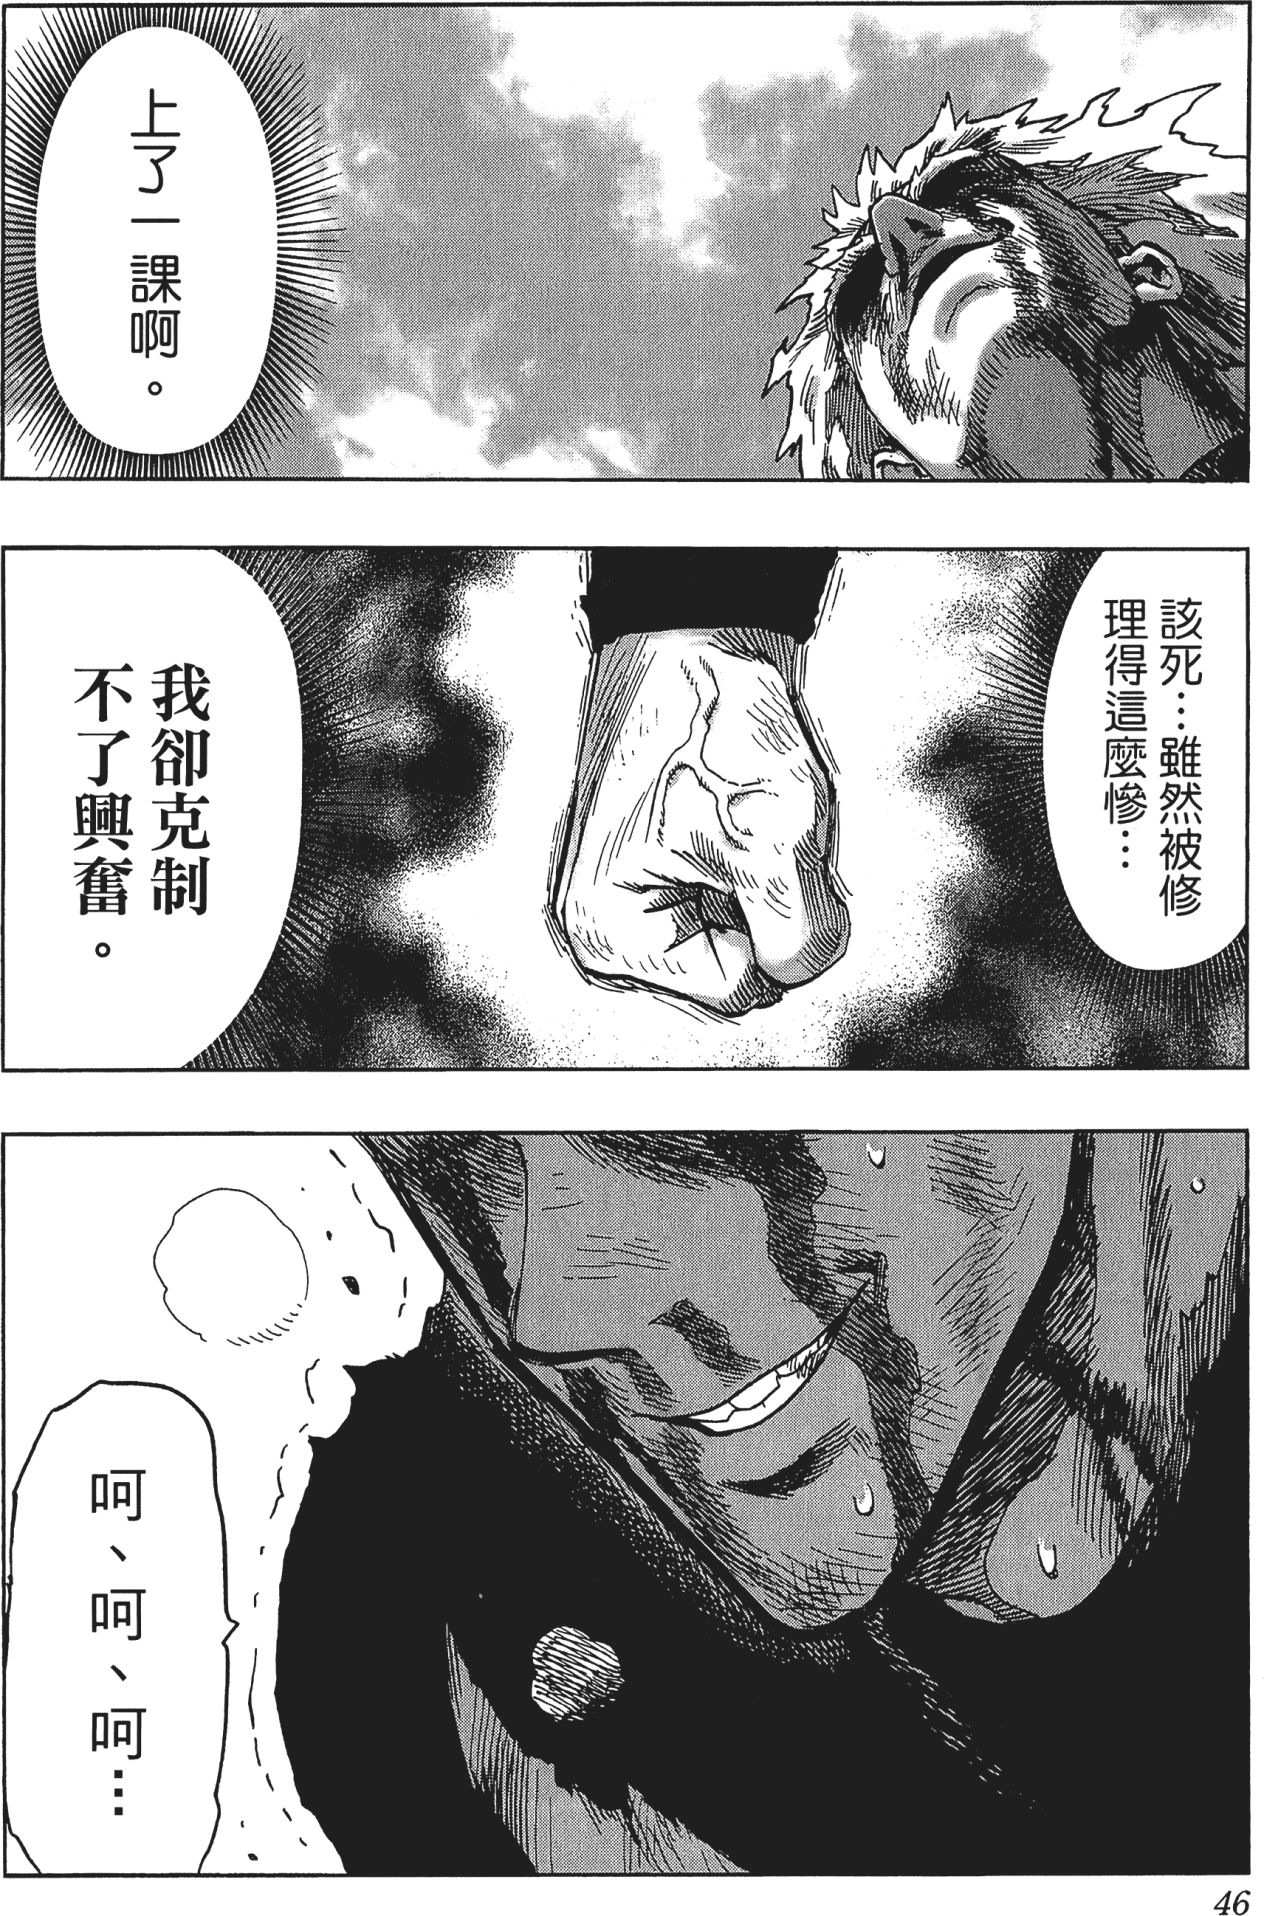 上了一課啊。
該死…雖然被修
理得這麼慘…
我卻克制
不了興奮。
呵、呵、呵…
46